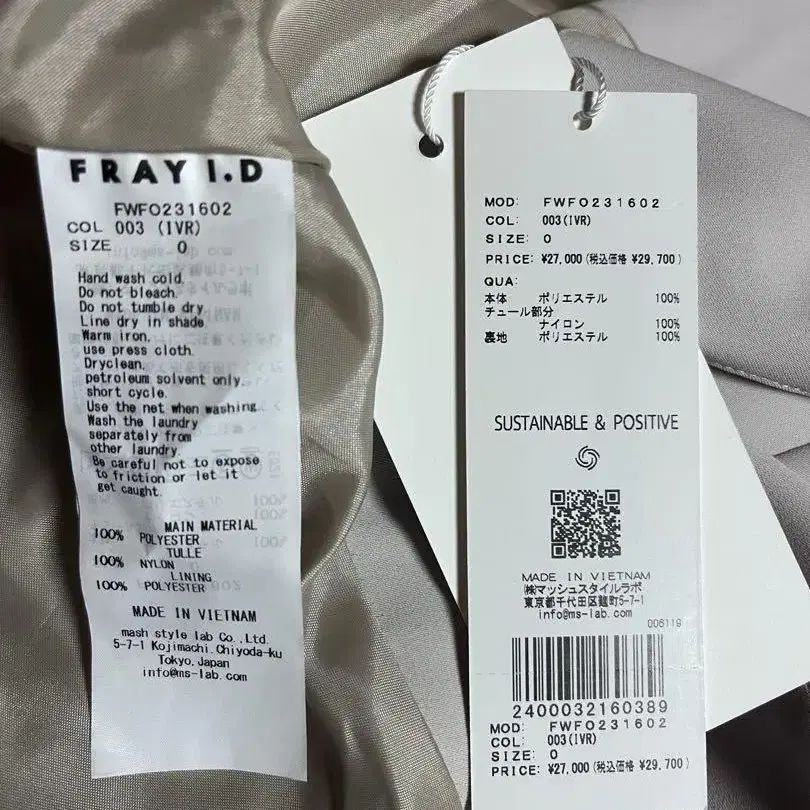 FRAY I.D
FWFO231602
COL 003 (IVR)
SIZE 0
Hand wash cold.
Do not bleach.
Do not tumble dry
Line dry in shade
Warm iron,
use press cloth.
Dryclean,
petroleum solvent only,
short cycle.
Use the net when washing.
Wash the laundry
separately from
other laundry.
Be careful not to expose
to friction or let it
get caught.
MAIN MATERIAL
100% POLYESTER
TULLE
100% NYLON
LINING
100% POLYESTER
MADE IN VIETNAM
mash style lab Co.,Ltd.
5-7-1 Kojimachi.Chiyoda-ku
Tokyo.Japan
info@ms-lab.com
MOD: FWFO231602
COL: 003(IVR)
SIZE: 0
PRICE: ¥27,000(税込価格 ¥29,700)
QUA:
本体 ポリエステル 100%
チュール部分
ナイロン 100%
裏地 ポリエステル 100%
SUSTAINABLE & POSITIVE
MADE IN VIETNAM
(株)マッシュスタイルラボ
東京都千代田区麹町5-7-1
info@ms-lab.com
006119
2400032160389
MOD: FWFO231602
COL: 003(IVR)
SIZE: 0
PRICE: ¥27,000(税込価格 ¥29,700)